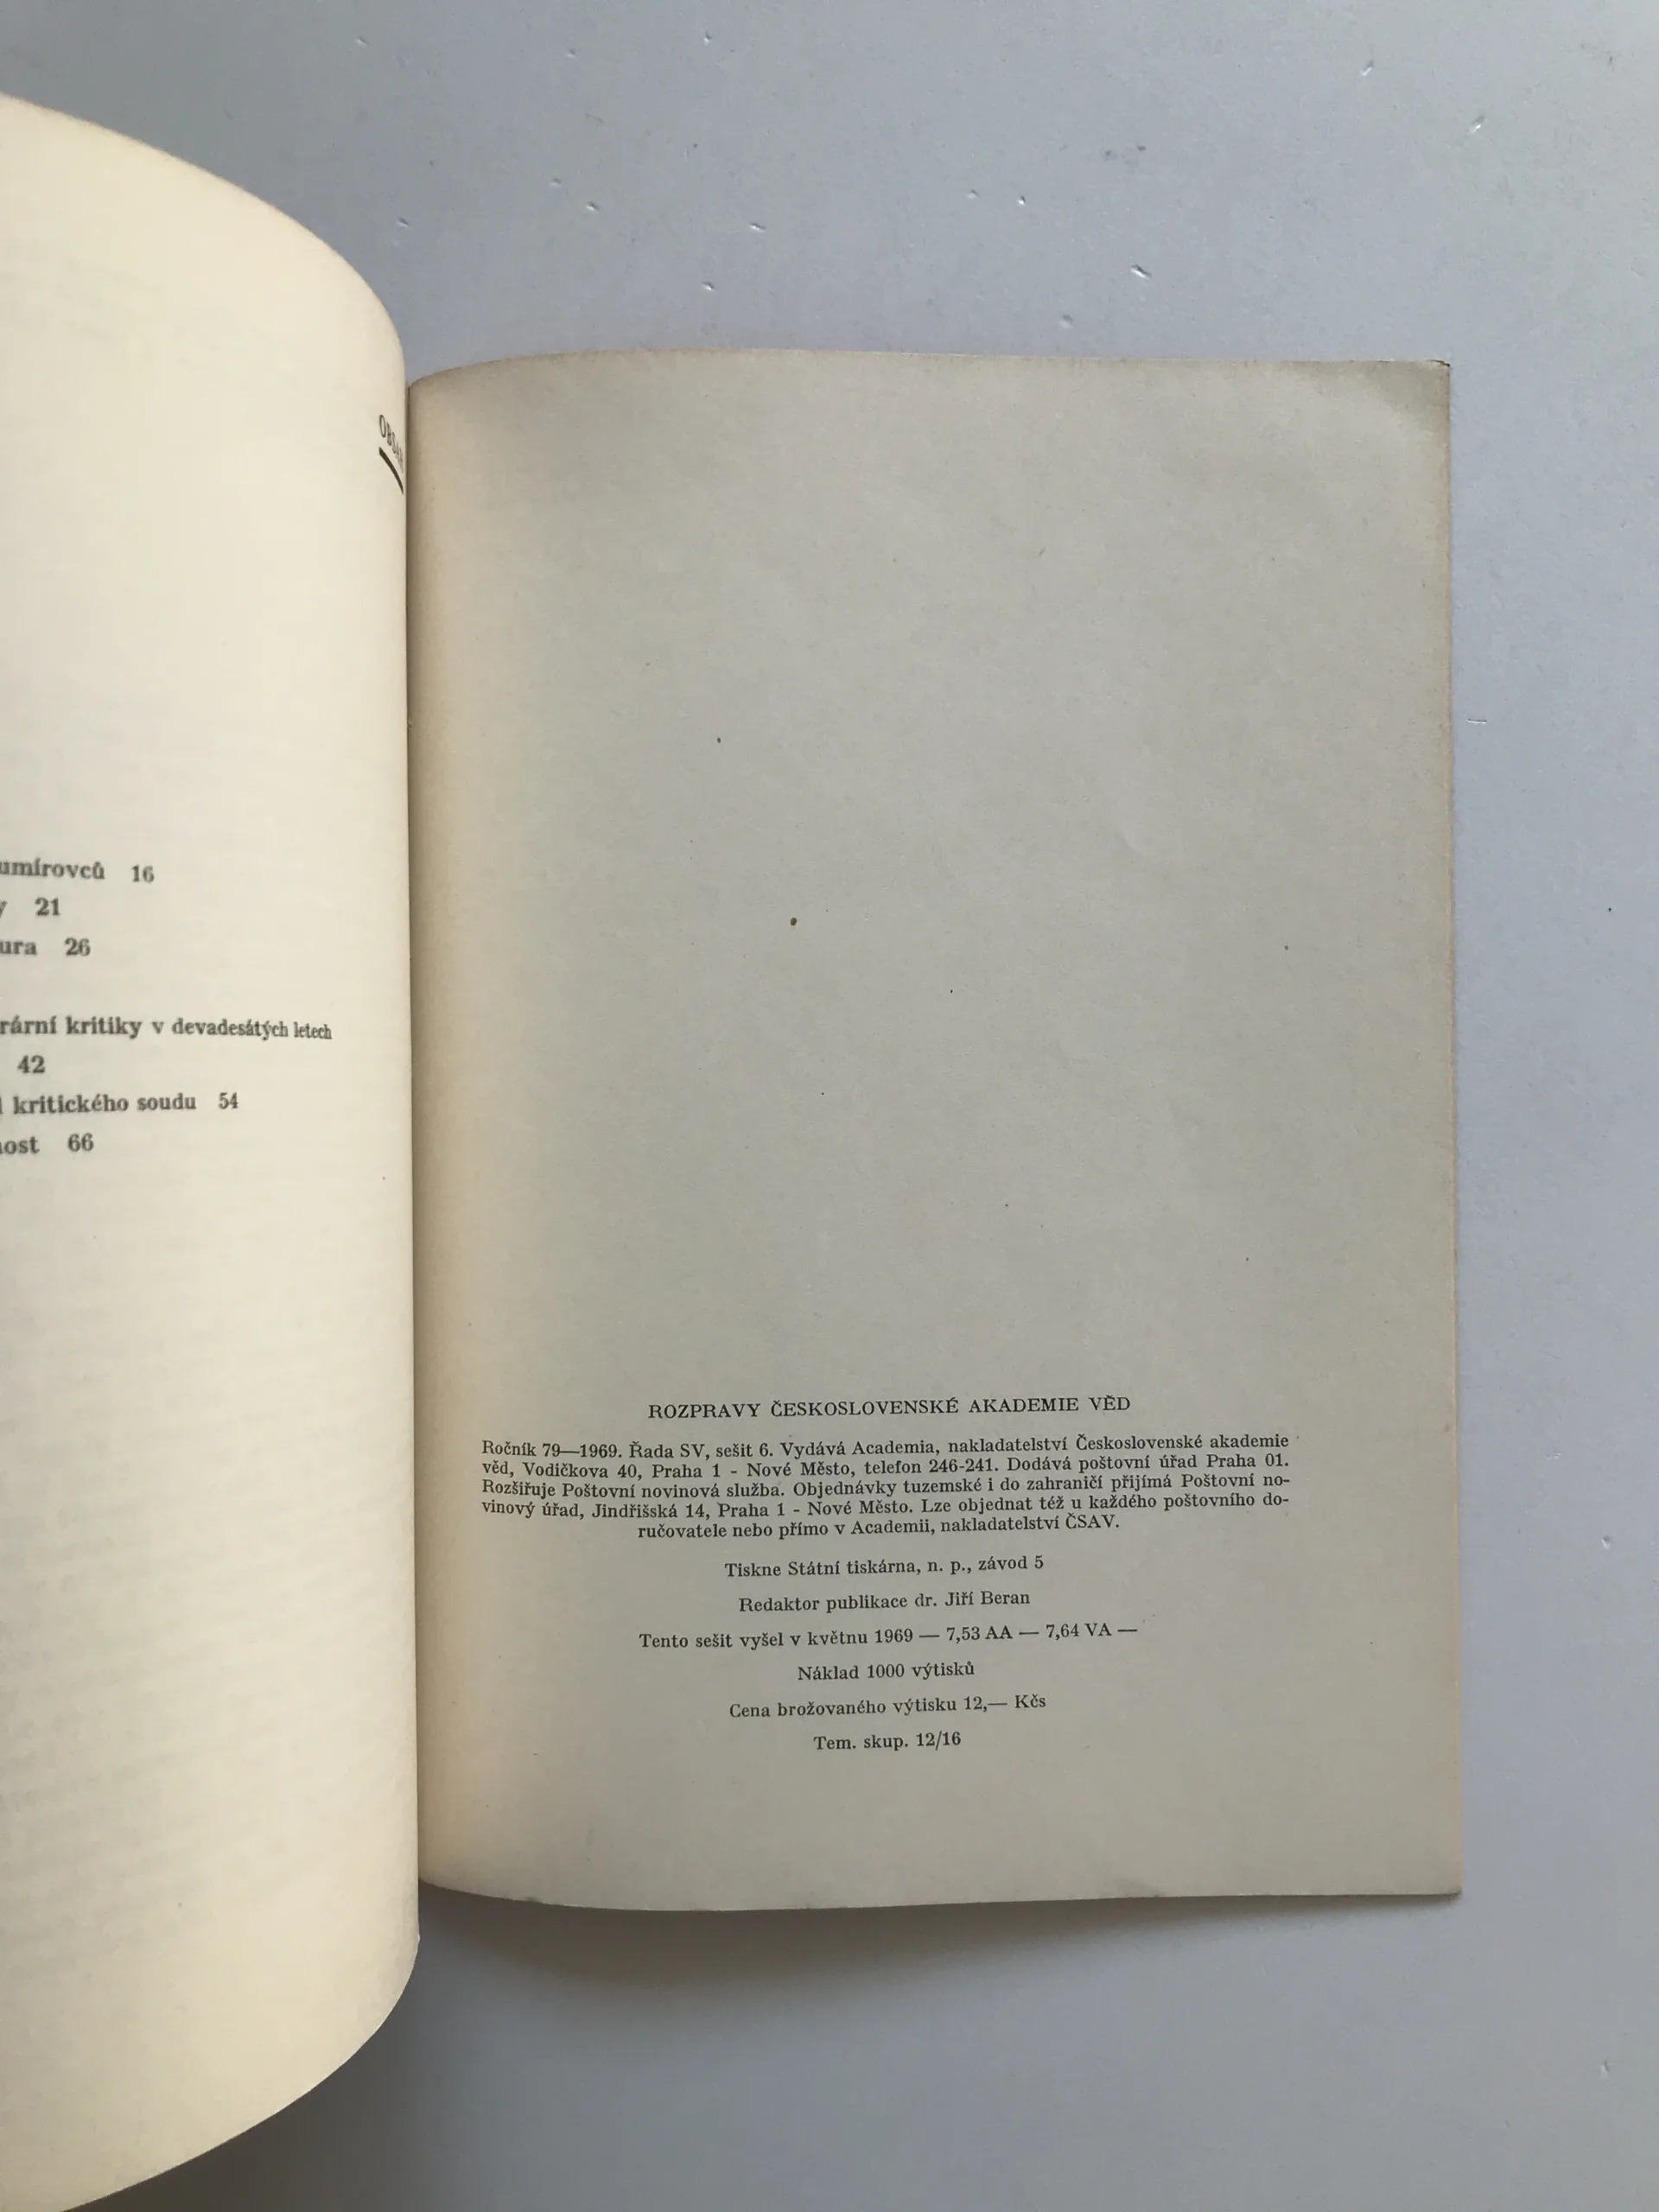 OBSAH
umírovců 16
y 21
ura 26
rární kritiky v devadesátých letech
42
kritického soudu 54
nost 66
ROZPRAVY ČESKOSLOVENSKÉ AKADEMIE VĚD
Ročník 79—1969. Řada SV, sešit 6. Vydává Academia, nakladatelství Československé akademie
věd, Vodičkova 40, Praha 1 - Nové Město, telefon 246-241. Dodává poštovní úřad Praha 01.
Rozšiřuje Poštovní novinová služba. Objednávky tuzemské i do zahraničí přijímá Poštovní no-
vinový úřad, Jindřišská 14, Praha 1 - Nové Město. Lze objednat též u každého poštovního do-
ručovatele nebo přímo v Academii, nakladatelství ČSAV.
Tiskne Státní tiskárna, n. p., závod 5
Redaktor publikace dr. Jiří Beran
Tento sešit vyšel v květnu 1969 — 7,53 AA — 7,64 VA —
Náklad 1000 výtisků
Cena brožovaného výtisku 12,— Kčs
Tem. skup. 12/16